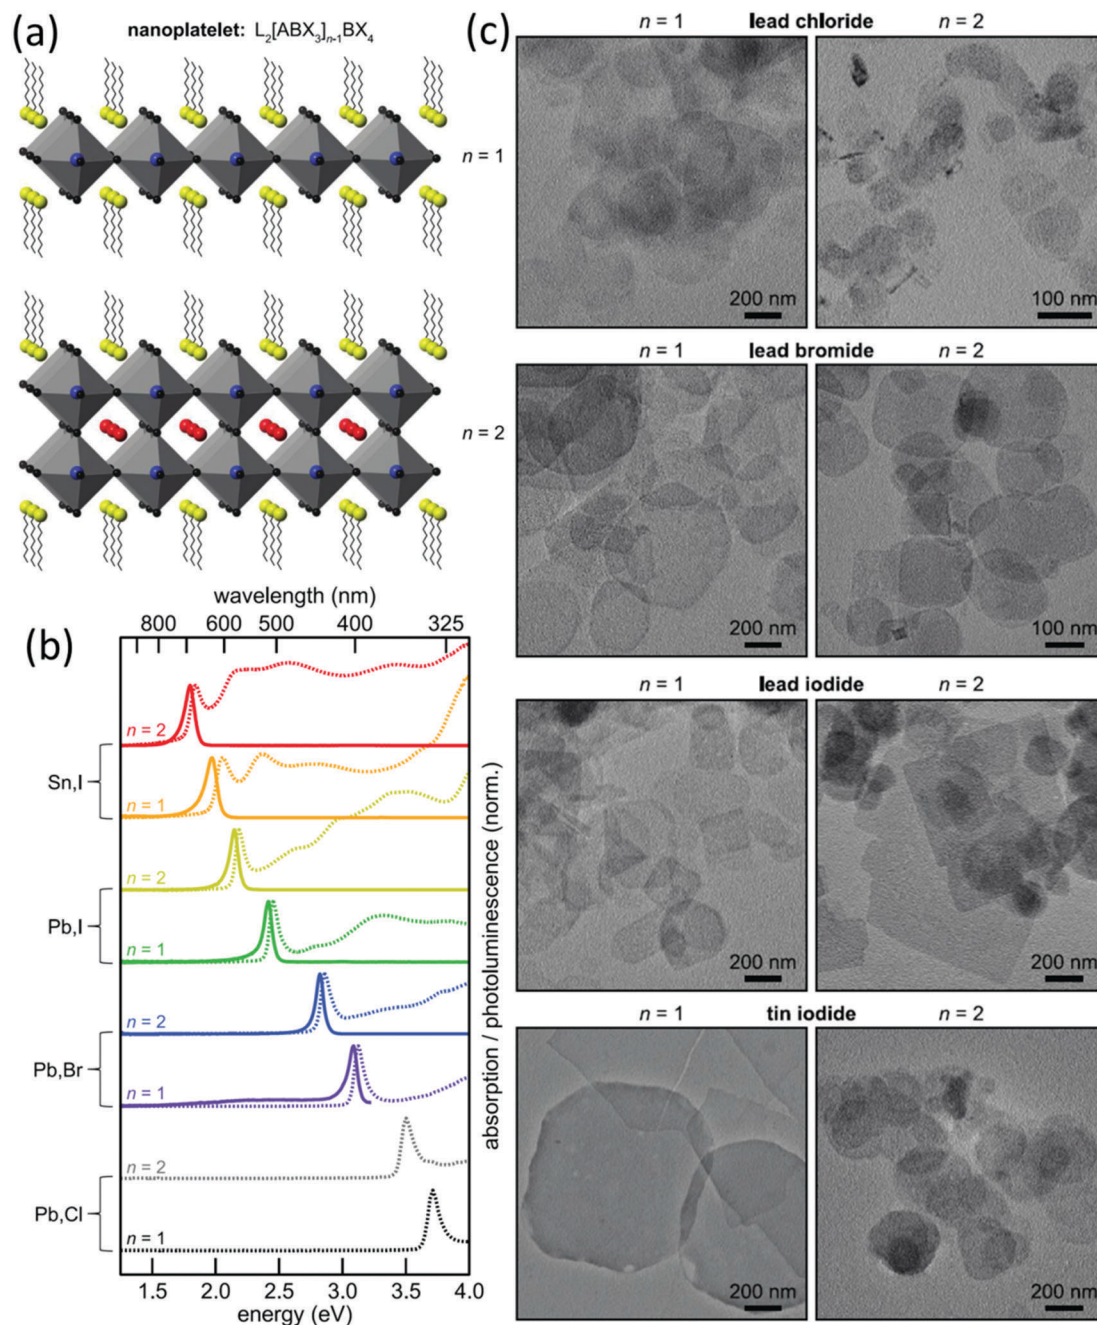 (a)
nanoplatelet: L2[ABX3]n-1BX4
n = 1
n = 2
(b)
wavelength (nm)
800 600 500 400 325
n = 2
Sn,I
n = 1
n = 2
Pb,I
n = 1
n = 2
Pb,Br
n = 1
n = 2
Pb,Cl
n = 1
1.5 2.0 2.5 3.0 3.5 4.0
energy (eV)
absorption / photoluminescence (norm.)
(c)
n = 1 lead chloride n = 2
200 nm 100 nm
n = 1 lead bromide n = 2
200 nm 100 nm
n = 1 lead iodide n = 2
200 nm 200 nm
n = 1 tin iodide n = 2
200 nm 200 nm